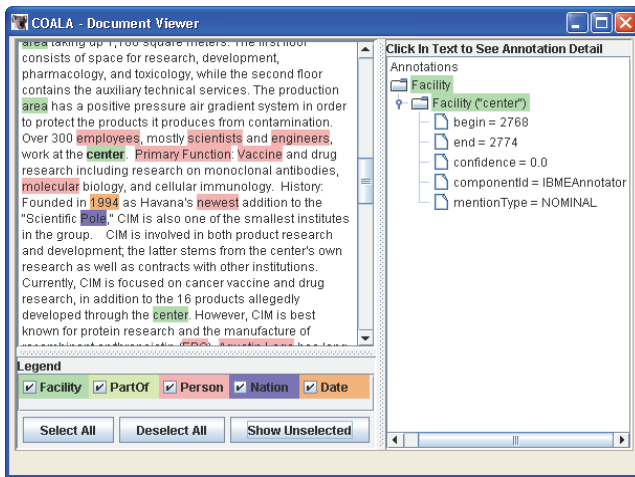 COALA - Document Viewer
area taking up 1,100 square meters. The first floor
consists of space for research, development,
pharmacology, and toxicology, while the second floor
contains the auxiliary technical services. The production
area has a positive pressure air gradient system in order
to protect the products it produces from contamination.
Over 300 employees, mostly scientists and engineers,
work at the center. Primary Function: Vaccine and drug
research including research on monoclonal antibodies,
molecular biology, and cellular immunology. History:
Founded in 1994 as Havana's newest addition to the
"Scientific Pole," CIM is also one of the smallest institutes
in the group. CIM is involved in both product research
and development; the latter stems from the center's own
research as well as contracts with other institutions.
Currently, CIM is focused on cancer vaccine and drug
research, in addition to the 16 products allegedly
developed through the center. However, CIM is best
known for protein research and the manufacture of
Legend
Facility PartOf Person Nation Date
Select All Deselect All Show Unselected
Click In Text to See Annotation Detail
Annotations
Facility
Facility ("center")
begin = 2768
end = 2774
confidence = 0.0
componentId = IBMEAnnotator
mentionType = NOMINAL